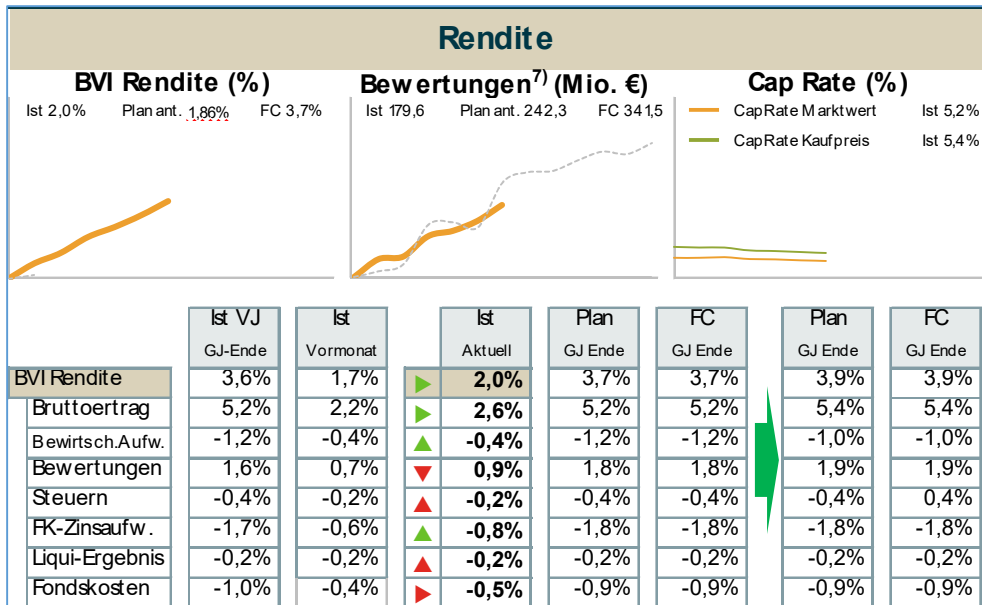 Rendite
BVI Rendite (%)
Ist 2,0% Plan ant. 1,86% FC 3,7%
Bewertungen7) (Mio. €)
Ist 179,6 Plan ant. 242,3 FC 341,5
Cap Rate (%)
CapRate Marktwert Ist 5,2%
CapRate Kaufpreis Ist 5,4%
Ist VJ Ist Ist Plan FC Plan FC
GJ-Ende Vormonat Aktuell GJ Ende GJ Ende GJ Ende GJ Ende
BVI Rendite 3,6% 1,7% 2,0% 3,7% 3,7% 3,9% 3,9%
Bruttoertrag 5,2% 2,2% 2,6% 5,2% 5,2% 5,4% 5,4%
Bewirtsch.Aufw. -1,2% -0,4% -0,4% -1,2% -1,2% -1,0% -1,0%
Bewertungen 1,6% 0,7% 0,9% 1,8% 1,8% 1,9% 1,9%
Steuern -0,4% -0,2% -0,2% -0,4% -0,4% -0,4% 0,4%
FK-Zinsaufw. -1,7% -0,6% -0,8% -1,8% -1,8% -1,8% -1,8%
Liqui-Ergebnis -0,2% -0,2% -0,2% -0,2% -0,2% -0,2% -0,2%
Fondskosten -1,0% -0,4% -0,5% -0,9% -0,9% -0,9% -0,9%